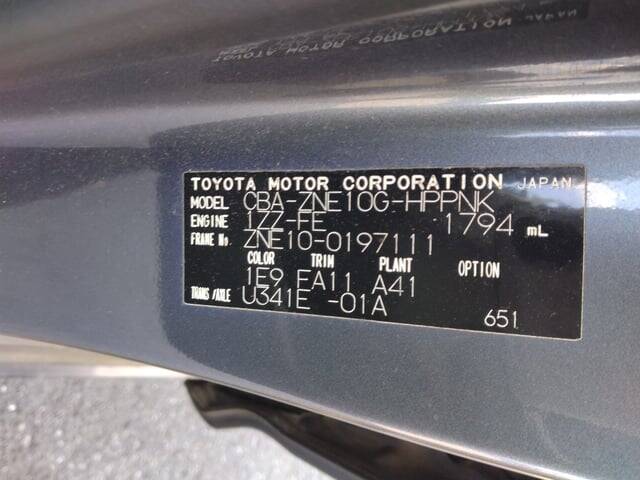 TOYOTA MOTOR CORPORATION JAPAN
MODEL CBA-ZNE10G-HPPNK
ENGINE 1ZZ-FE 1794 mL
FRAME No. ZNE10-0197111
COLOR TRIM PLANT OPTION
1E9 FA11 A41
TRANS/AXLE U341E -01A
651